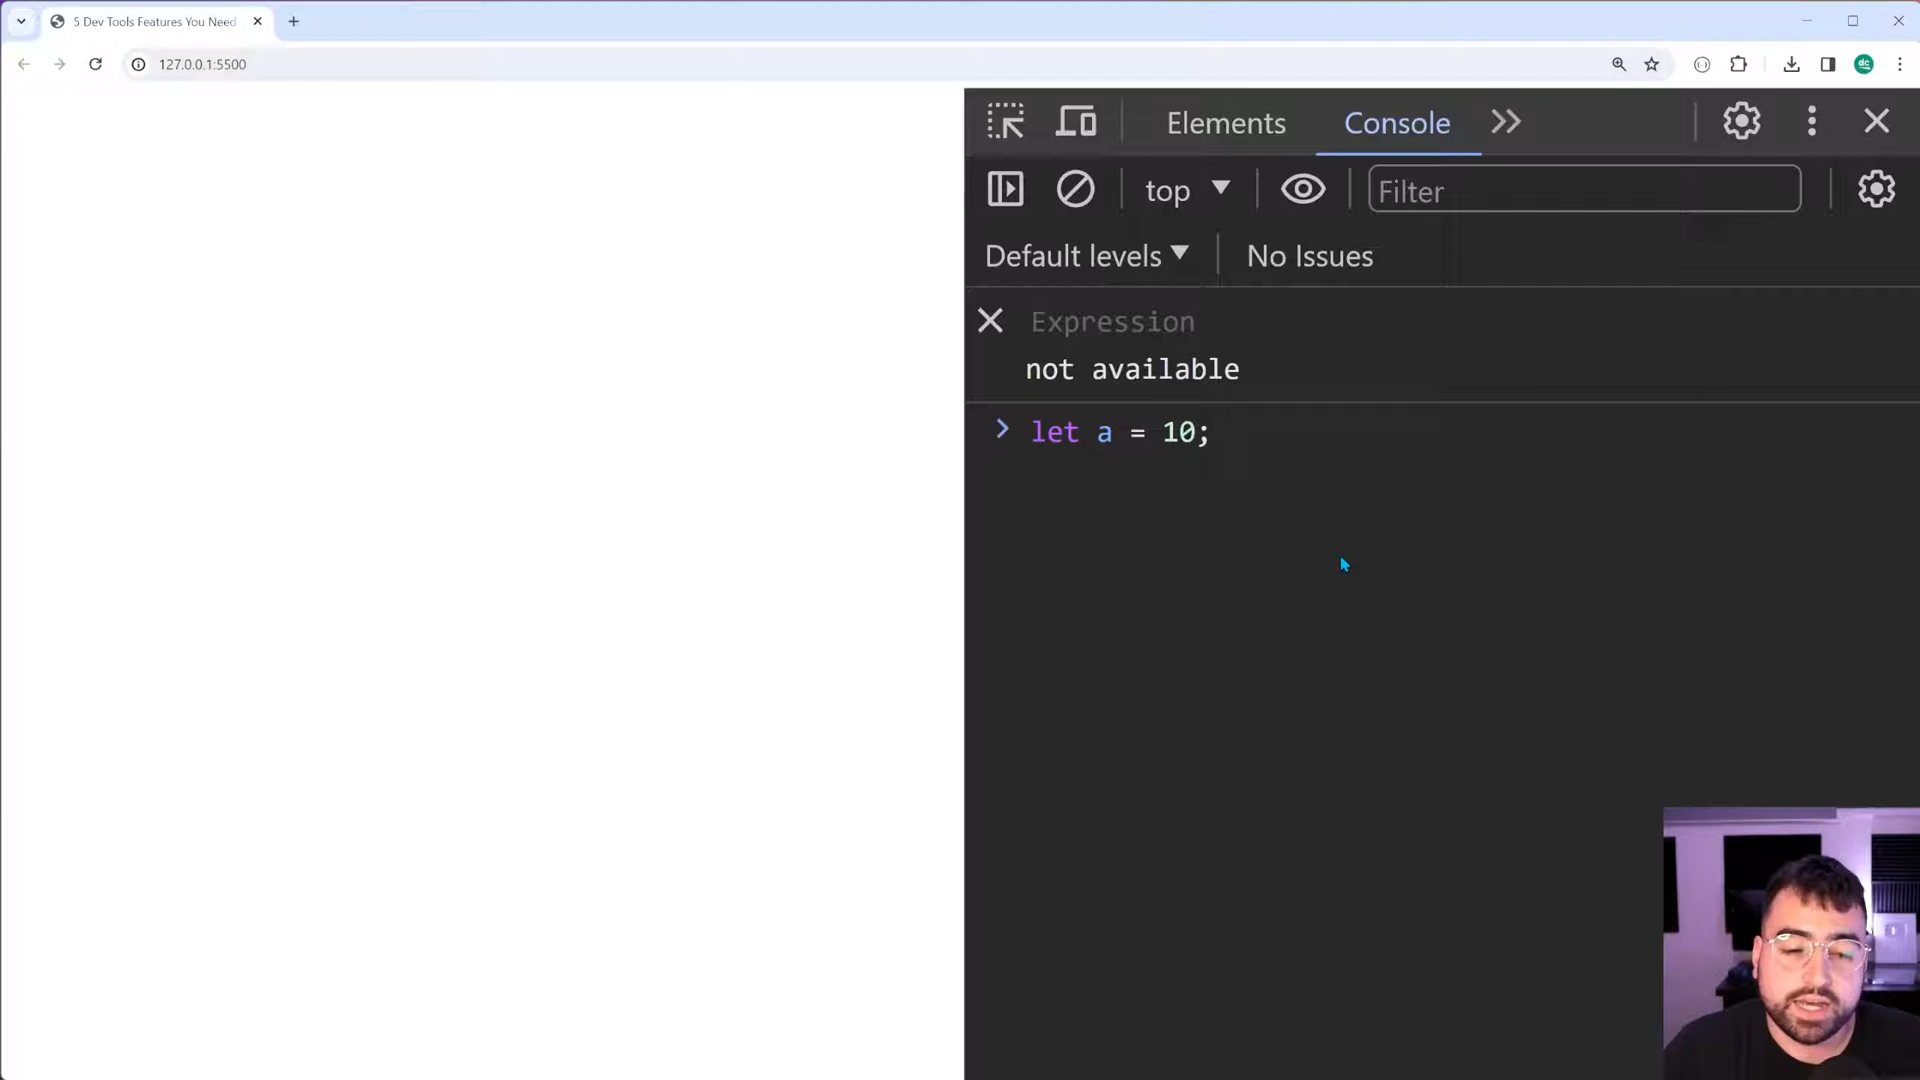 5 Dev Tools Features You Need
127.0.0.1:5500
Elements Console
top Filter
Default levels No Issues
Expression
not available
let a = 10;